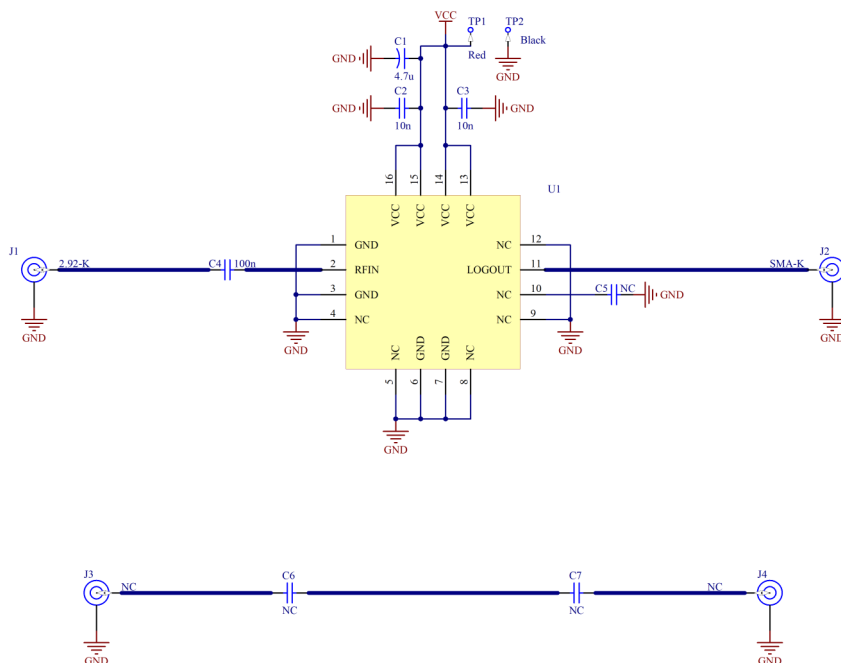 VCC
TP1
TP2
C1
GND
Black
Red
4.7u
GND
C2
C3
GND
GND
10n
10n
16
15
14
13
U1
VCC
VCC
VCC
VCC
1
GND
NC
12
J1
J2
2.92-K
C4
100n
2
RFIN
LOGOUT
11
SMA-K
3
GND
NC
10
C5
NC
GND
4
NC
NC
9
GND
GND
GND
GND
NC
GND
GND
NC
5
6
7
8
GND
J3
C6
C7
J4
NC
NC
NC
NC
GND
GND